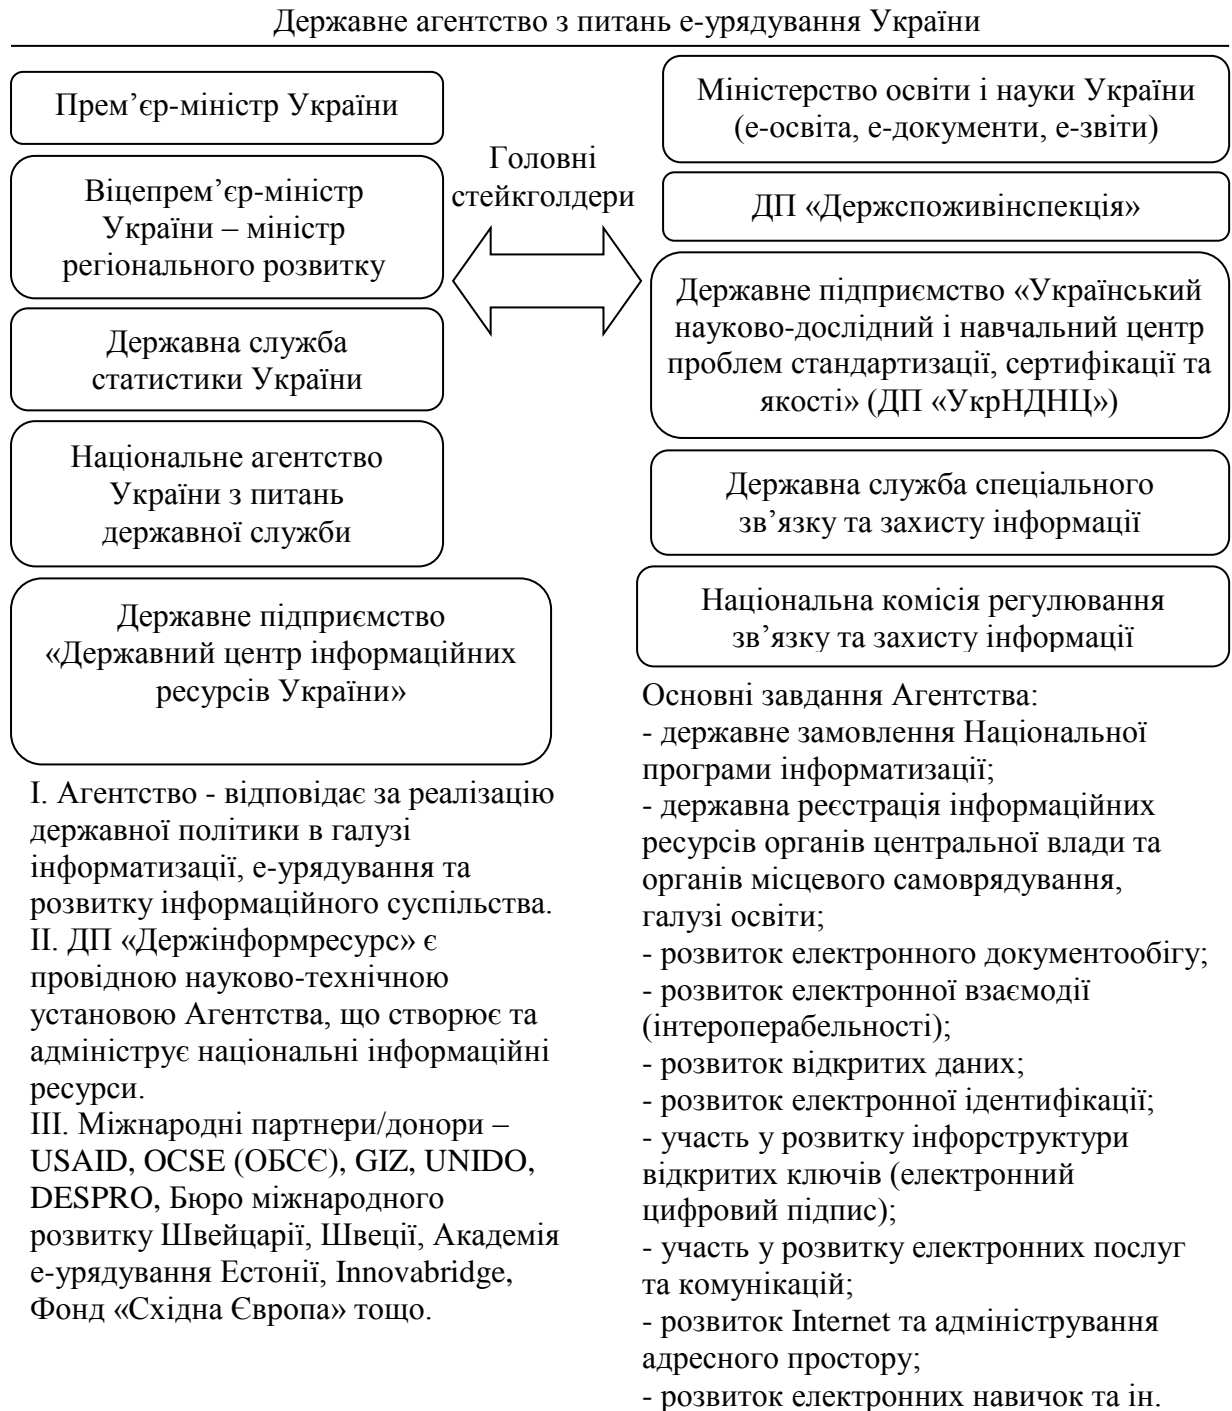 Державне агентство з питань е-урядування України
Прем’єр-міністр України
Віцепрем’єр-міністр
України – міністр
регіонального розвитку
Державна служба
статистики України
Національне агентство
України з питань
державної служби
Державне підприємство
«Державний центр інформаційних
ресурсів України»
Головні
стейкголдери
Міністерство освіти і науки України
(е-освіта, е-документи, е-звіти)
ДП «Держспоживінспекція»
Державне підприємство «Український
науково-дослідний і навчальний центр
проблем стандартизації, сертифікації та
якості» (ДП «УкрНДНЦ»)
Державна служба спеціального
зв’язку та захисту інформації
Національна комісія регулювання
зв’язку та захисту інформації
І. Агентство - відповідає за реалізацію
державної політики в галузі
інформатизації, е-урядування та
розвитку інформаційного суспільства.
ІІ. ДП «Держінформресурс» є
провідною науково-технічною
установою Агентства, що створює та
адмініструє національні інформаційні
ресурси.
ІІІ. Міжнародні партнери/донори –
USAID, OCSE (ОБСЄ), GIZ, UNIDO,
DESPRO, Бюро міжнародного
розвитку Швейцарії, Швеції, Академія
е-урядування Естонії, Innovabridge,
Фонд «Східна Європа» тощо.
Основні завдання Агентства:
- державне замовлення Національної
програми інформатизації;
- державна реєстрація інформаційних
ресурсів органів центральної влади та
органів місцевого самоврядування,
галузі освіти;
- розвиток електронного документообігу;
- розвиток електронної взаємодії
(інтероперабельності);
- розвиток відкритих даних;
- розвиток електронної ідентифікації;
- участь у розвитку інфорструктури
відкритих ключів (електронний
цифровий підпис);
- участь у розвитку електронних послуг
та комунікацій;
- розвиток Internet та адміністрування
адресного простору;
- розвиток електронних навичок та ін.